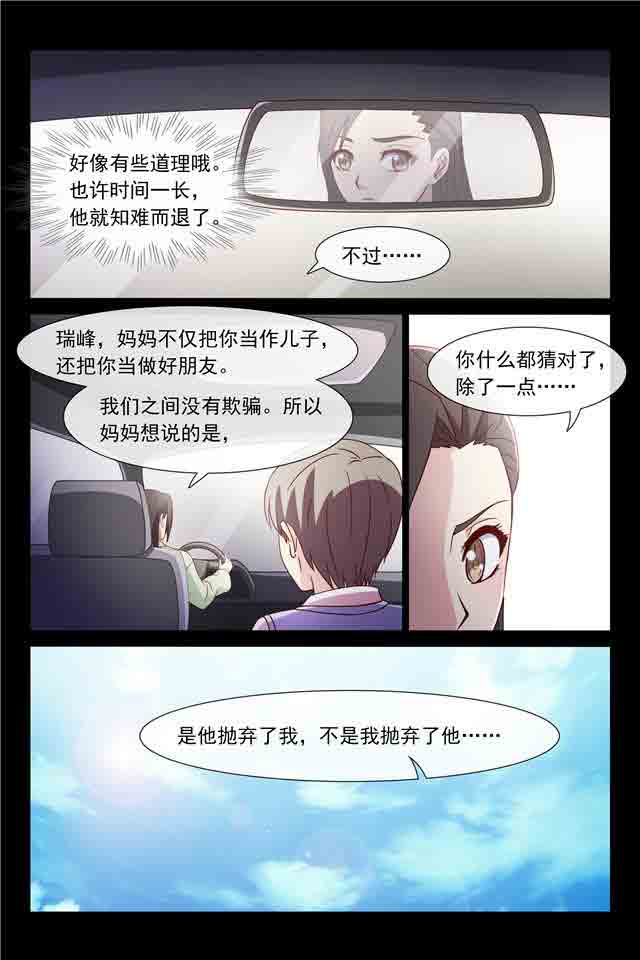 好像有些道理哦。
也许时间一长，
他就知难而退了。
不过……
瑞峰，妈妈不仅把你当作儿子，
还把你当做好朋友。
我们之间没有欺骗。所以
妈妈想说的是，
你什么都猜对了，
除了一点……
是他抛弃了我，不是我抛弃了他……